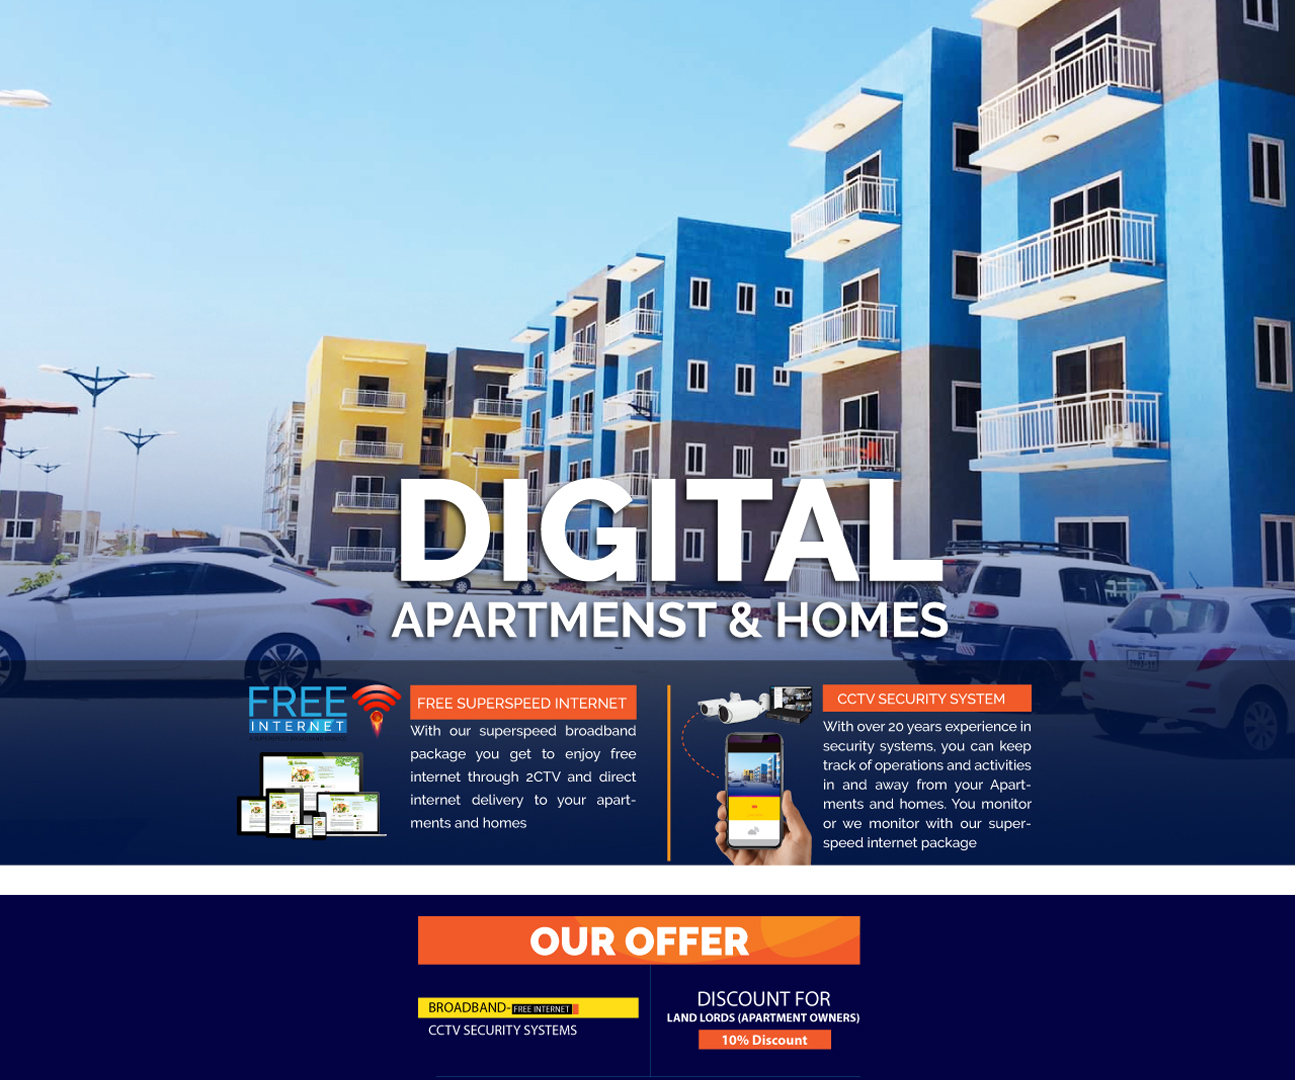 DIGITAL
APARTMENST & HOMES
FREE
INTERNET
FREE SUPERSPEED INTERNET
With our superspeed broadband
package you get to enjoy free
internet through 2CTV and direct
internet delivery to your apart-
ments and homes
CCTV SECURITY SYSTEM
With over 20 years experience in
security systems, you can keep
track of operations and activities
in and away from your Apart-
ments and homes. You monitor
or we monitor with our super-
speed internet package
OUR OFFER
BROADBAND-FREE INTERNET
CCTV SECURITY SYSTEMS
DISCOUNT FOR
LAND LORDS (APARTMENT OWNERS)
10% Discount